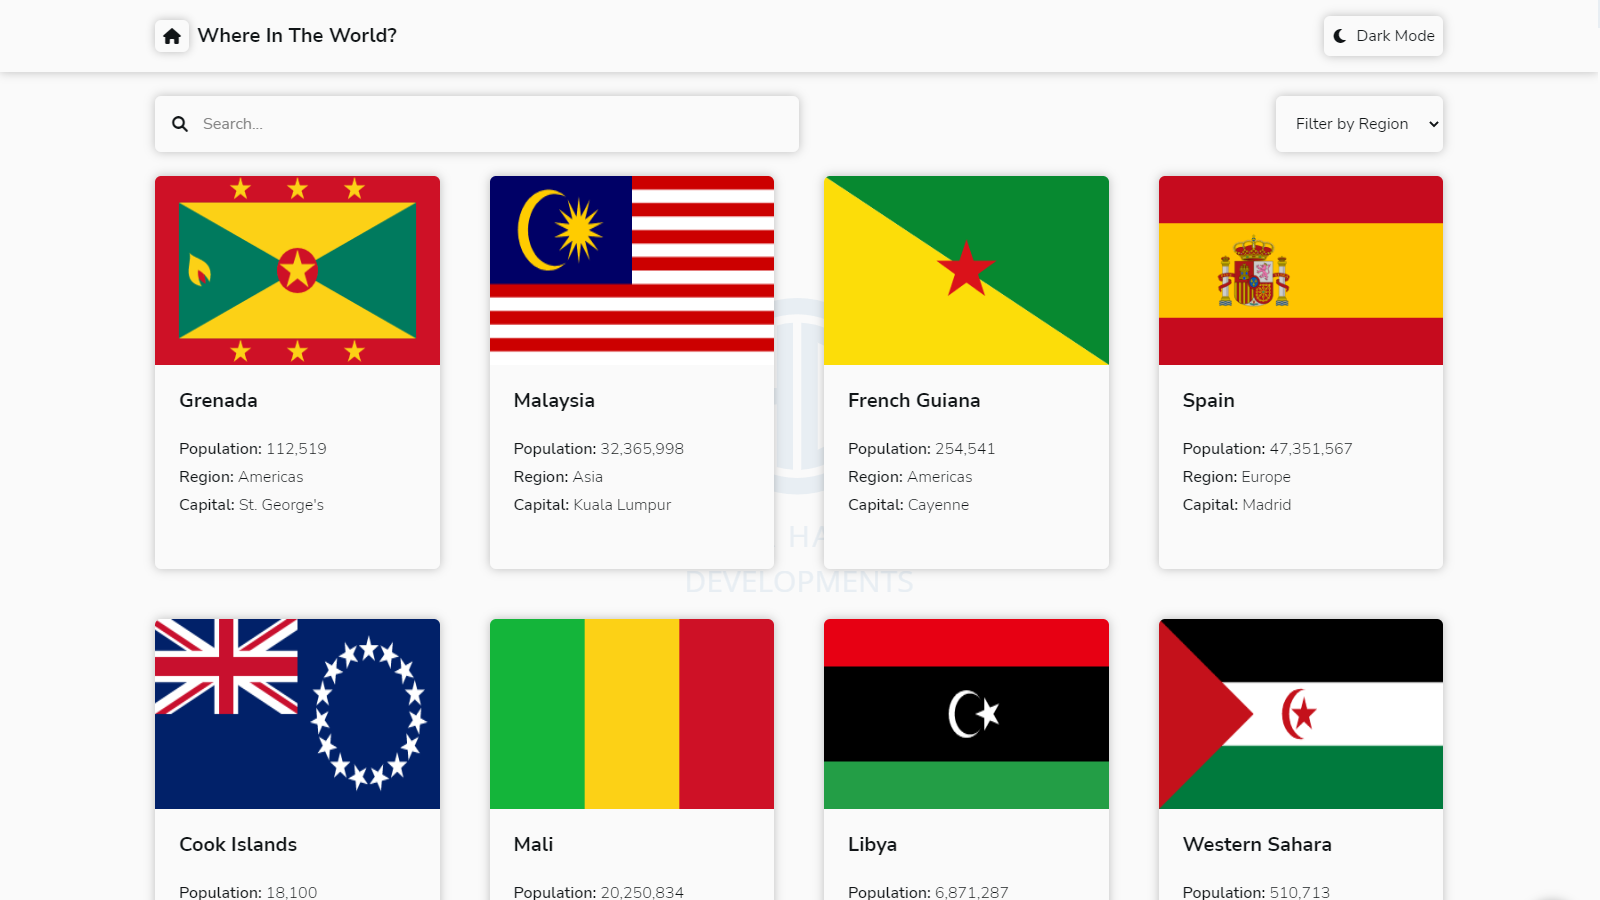 Where In The World?
Dark Mode
Search...
Filter by Region
Grenada
Population: 112,519
Region: Americas
Capital: St. George's
Malaysia
Population: 32,365,998
Region: Asia
Capital: Kuala Lumpur
French Guiana
Population: 254,541
Region: Americas
Capital: Cayenne
Spain
Population: 47,351,567
Region: Europe
Capital: Madrid
HA
DEVELOPMENTS
Cook Islands
Population: 18,100
Mali
Population: 20,250,834
Libya
Population: 6,871,287
Western Sahara
Population: 510,713